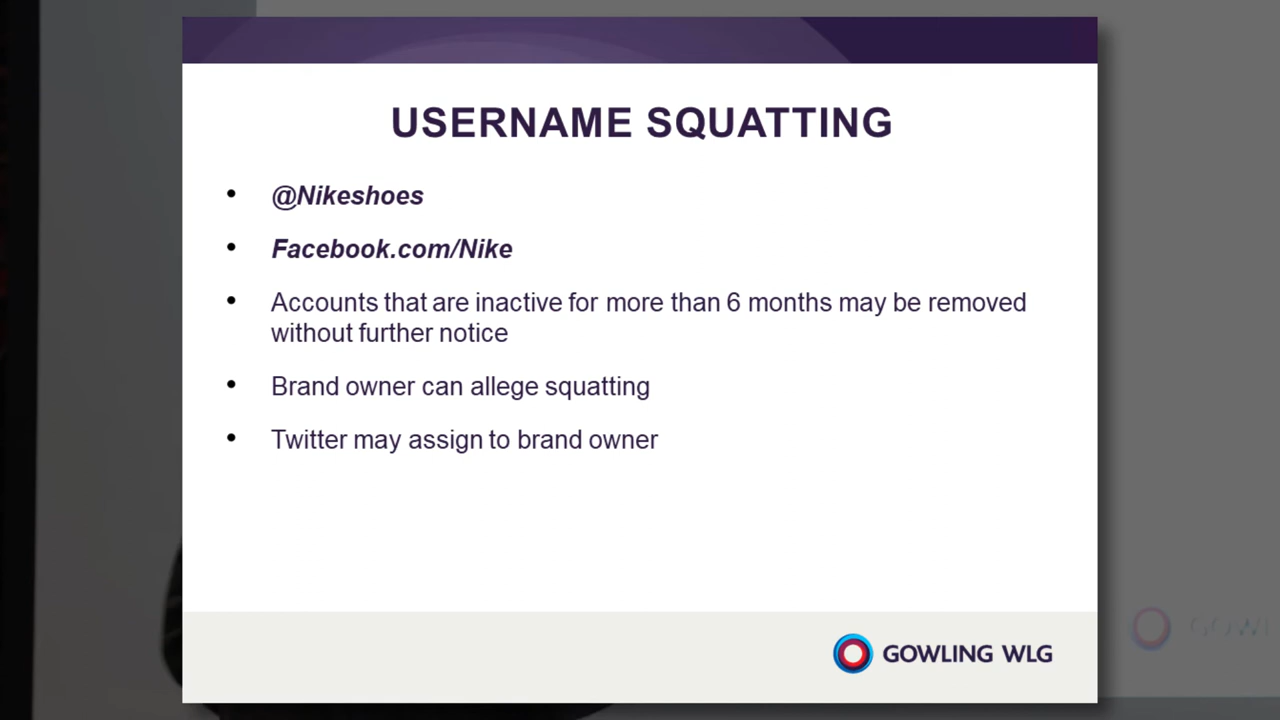 USERNAME SQUATTING
• @Nikeshoes
• Facebook.com/Nike
• Accounts that are inactive for more than 6 months may be removed
without further notice
• Brand owner can allege squatting
• Twitter may assign to brand owner
GOWLING WLG